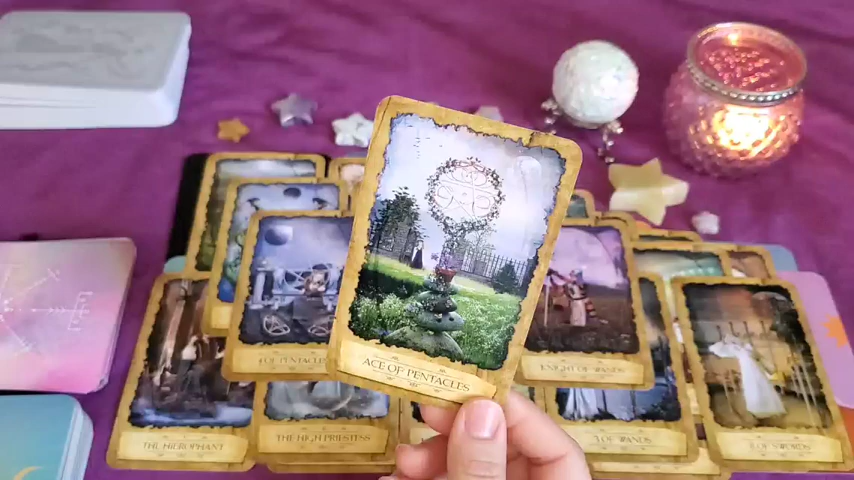 ACE OF PENTACLES
OF PENTACLES
KNIGHT OF WANDS
THE HIEROPHANT
THE HIGH PRIESTESS
OF WANDS
OF SWORDS